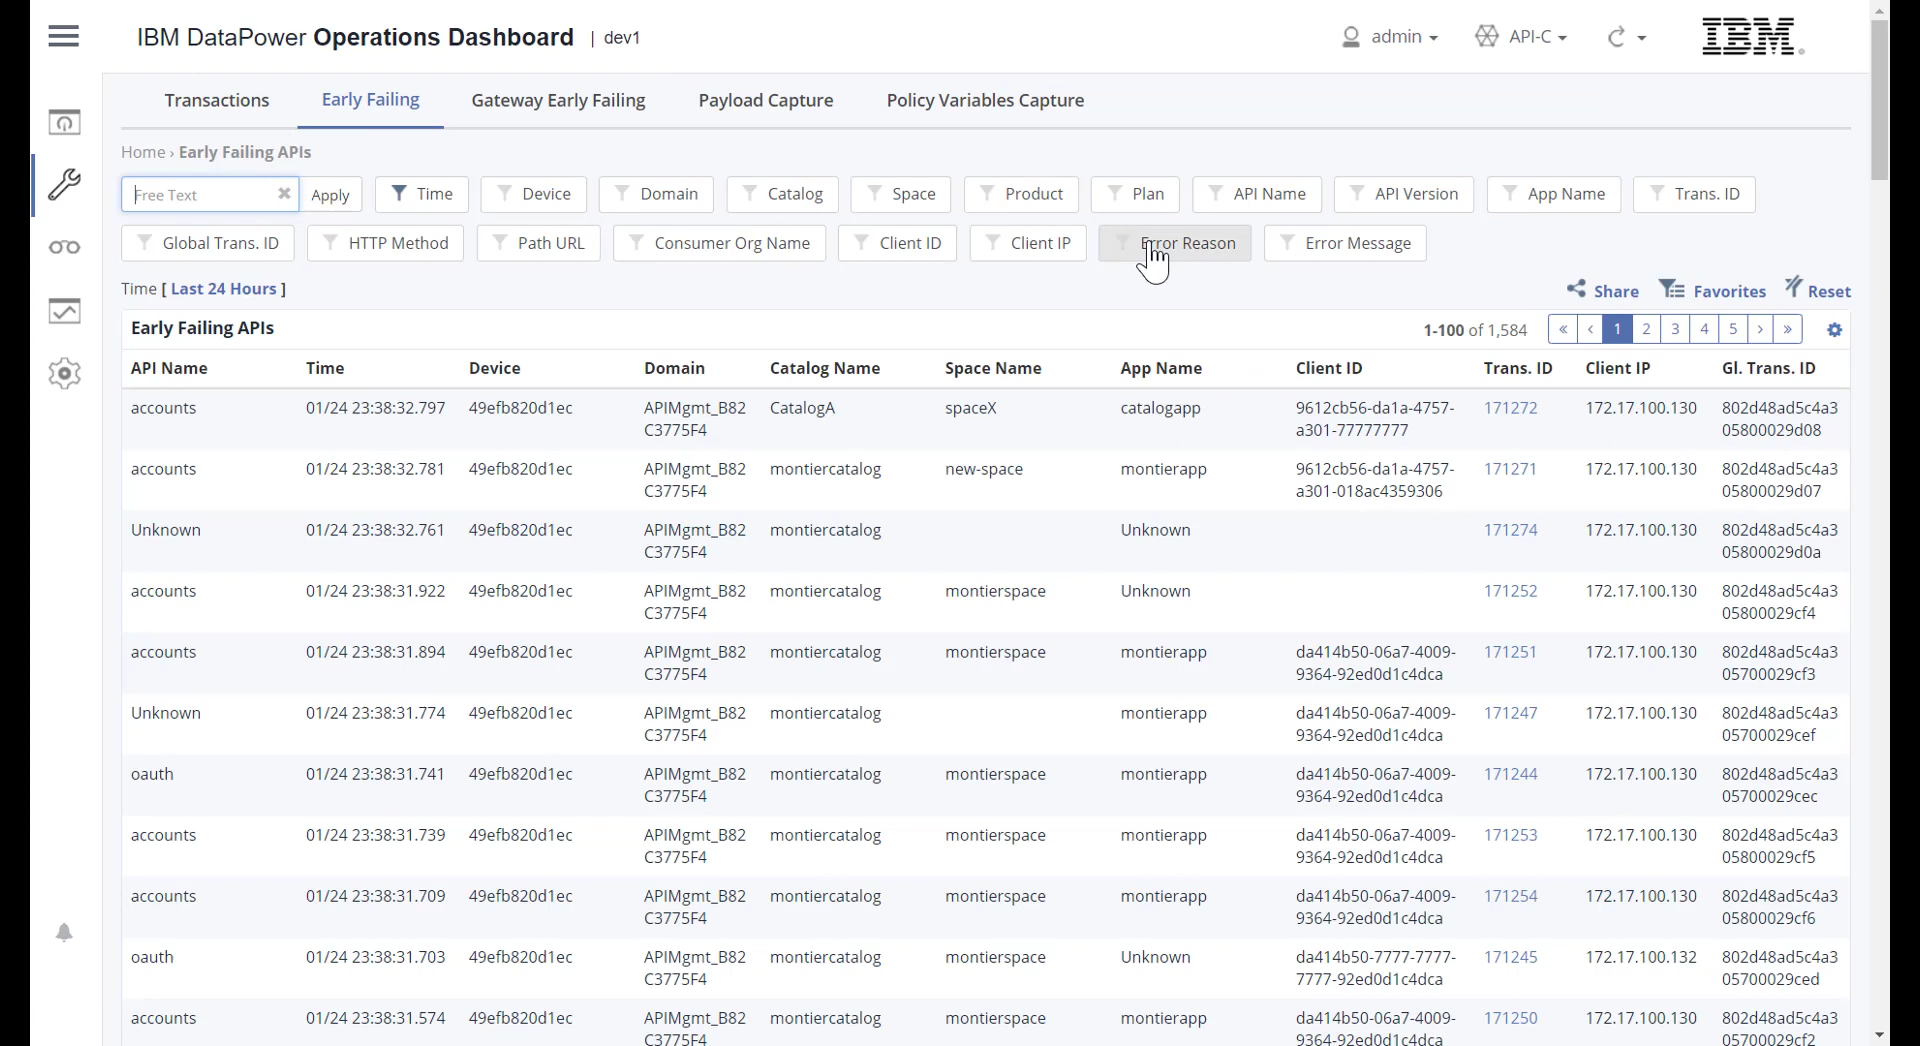 IBM DataPower Operations Dashboard | dev1
admin
API-C
IBM
Transactions
Early Failing
Gateway Early Failing
Payload Capture
Policy Variables Capture
Home › Early Failing APIs
Free Text
Apply
Time
Device
Domain
Catalog
Space
Product
Plan
API Name
API Version
App Name
Trans. ID
Global Trans. ID
HTTP Method
Path URL
Consumer Org Name
Client ID
Client IP
Error Reason
Error Message
Time [ Last 24 Hours ]
Share
Favorites
Reset
Early Failing APIs
1-100 of 1,584
« ‹ 1 2 3 4 5 › »
API Name Time Device Domain Catalog Name Space Name App Name Client ID Trans. ID Client IP Gl. Trans. ID
accounts 01/24 23:38:32.797 49efb820d1ec APIMgmt_B82 CatalogA spaceX catalogapp 9612cb56-da1a-4757- 171272 172.17.100.130 802d48ad5c4a3
C3775F4 a301-77777777 05800029d08
accounts 01/24 23:38:32.781 49efb820d1ec APIMgmt_B82 montiercatalog new-space montierapp 9612cb56-da1a-4757- 171271 172.17.100.130 802d48ad5c4a3
C3775F4 a301-018ac4359306 05800029d07
Unknown 01/24 23:38:32.761 49efb820d1ec APIMgmt_B82 montiercatalog Unknown 171274 172.17.100.130 802d48ad5c4a3
C3775F4 05800029d0a
accounts 01/24 23:38:31.922 49efb820d1ec APIMgmt_B82 montiercatalog montierspace Unknown 171252 172.17.100.130 802d48ad5c4a3
C3775F4 05800029cf4
accounts 01/24 23:38:31.894 49efb820d1ec APIMgmt_B82 montiercatalog montierspace montierapp da414b50-06a7-4009- 171251 172.17.100.130 802d48ad5c4a3
C3775F4 9364-92ed0d1c4dca 05700029cf3
Unknown 01/24 23:38:31.774 49efb820d1ec APIMgmt_B82 montiercatalog montierapp da414b50-06a7-4009- 171247 172.17.100.130 802d48ad5c4a3
C3775F4 9364-92ed0d1c4dca 05700029cef
oauth 01/24 23:38:31.741 49efb820d1ec APIMgmt_B82 montiercatalog montierspace montierapp da414b50-06a7-4009- 171244 172.17.100.130 802d48ad5c4a3
C3775F4 9364-92ed0d1c4dca 05700029cec
accounts 01/24 23:38:31.739 49efb820d1ec APIMgmt_B82 montiercatalog montierspace montierapp da414b50-06a7-4009- 171253 172.17.100.130 802d48ad5c4a3
C3775F4 9364-92ed0d1c4dca 05800029cf5
accounts 01/24 23:38:31.709 49efb820d1ec APIMgmt_B82 montiercatalog montierspace montierapp da414b50-06a7-4009- 171254 172.17.100.130 802d48ad5c4a3
C3775F4 9364-92ed0d1c4dca 05800029cf6
oauth 01/24 23:38:31.703 49efb820d1ec APIMgmt_B82 montiercatalog montierspace Unknown da414b50-7777-7777- 171245 172.17.100.132 802d48ad5c4a3
C3775F4 7777-92ed0d1c4dca 05700029ced
accounts 01/24 23:38:31.574 49efb820d1ec APIMgmt_B82 montiercatalog montierspace montierapp da414b50-06a7-4009- 171250 172.17.100.130 802d48ad5c4a3
C3775F4 9364-92ed0d1c4dca 05700029cf2